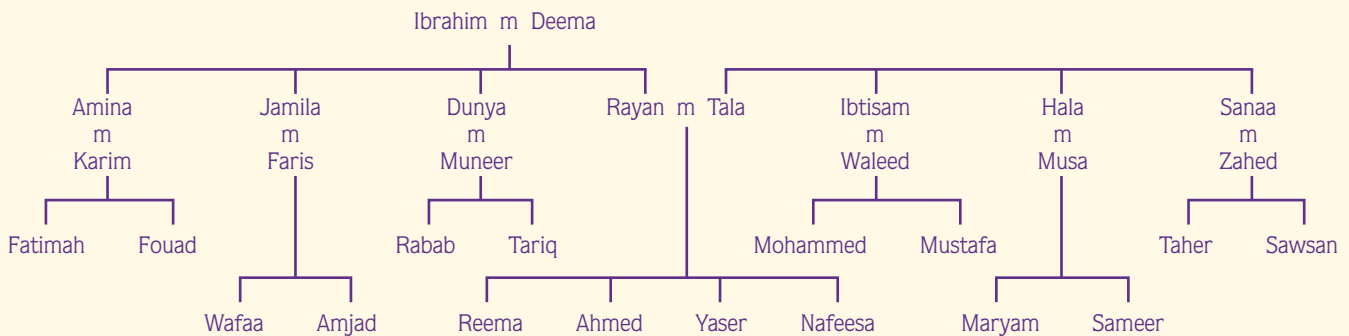 Ibrahim m Deema
Amina Jamila Dunya Rayan m Tala Ibtisam Hala Sanaa
m m m m m m
Karim Faris Muneer Waleed Musa Zahed
Fatimah Fouad Rabab Tariq Mohammed Mustafa Taher Sawsan
Wafaa Amjad Reema Ahmed Yaser Nafeesa Maryam Sameer